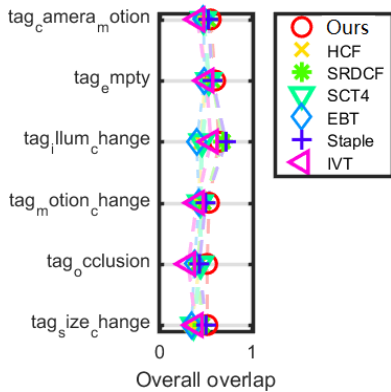 tag_camera_motion
tag_empty
tag_illum_change
tag_motion_change
tag_occlusion
tag_size_change
0 1
Overall overlap
Ours
HCF
SRDCF
SCT4
EBT
Staple
IVT